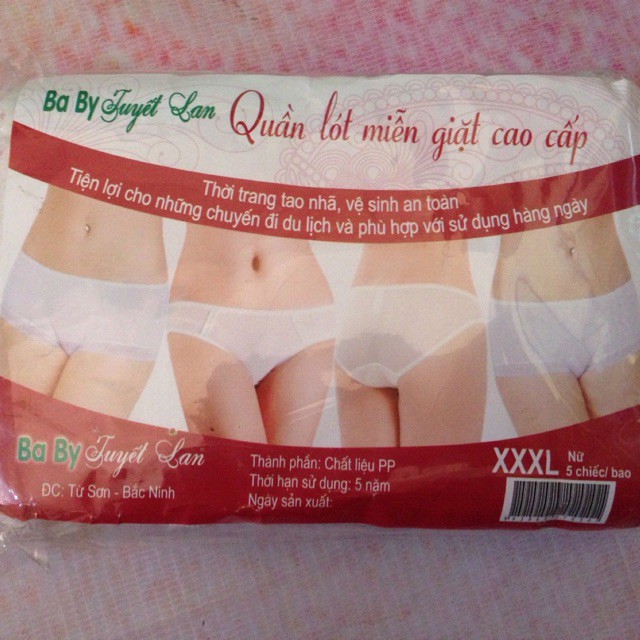 Ba By Tuyết Lan Quần lót miễn giặt cao cấp
Thời trang tao nhã, vệ sinh an toàn
Tiện lợi cho những chuyến đi du lịch và phù hợp với sử dụng hàng ngày
Ba By Tuyết Lan
ĐC: Từ Sơn - Bắc Ninh
Thành phần: Chất liệu PP
Thời hạn sử dụng: 5 năm
Ngày sản xuất:
XXXL Nữ
5 chiếc/ bao